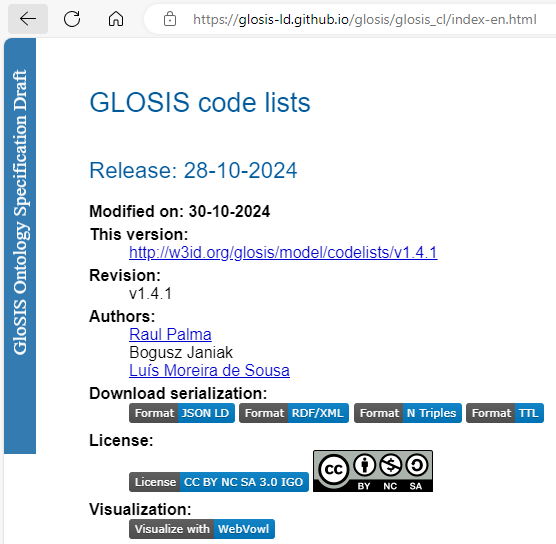 https://glosis-ld.github.io/glosis/glosis_cl/index-en.html
GloSIS Ontology Specification Draft
GLOSIS code lists
Release: 28-10-2024
Modified on: 30-10-2024
This version:
http://w3id.org/glosis/model/codelists/v1.4.1
Revision:
v1.4.1
Authors:
Raul Palma
Bogusz Janiak
Luís Moreira de Sousa
Download serialization:
Format JSON LD Format RDF/XML Format N Triples Format TTL
License:
License CC BY NC SA 3.0 IGO cc BY NC SA
Visualization:
Visualize with WebVowl